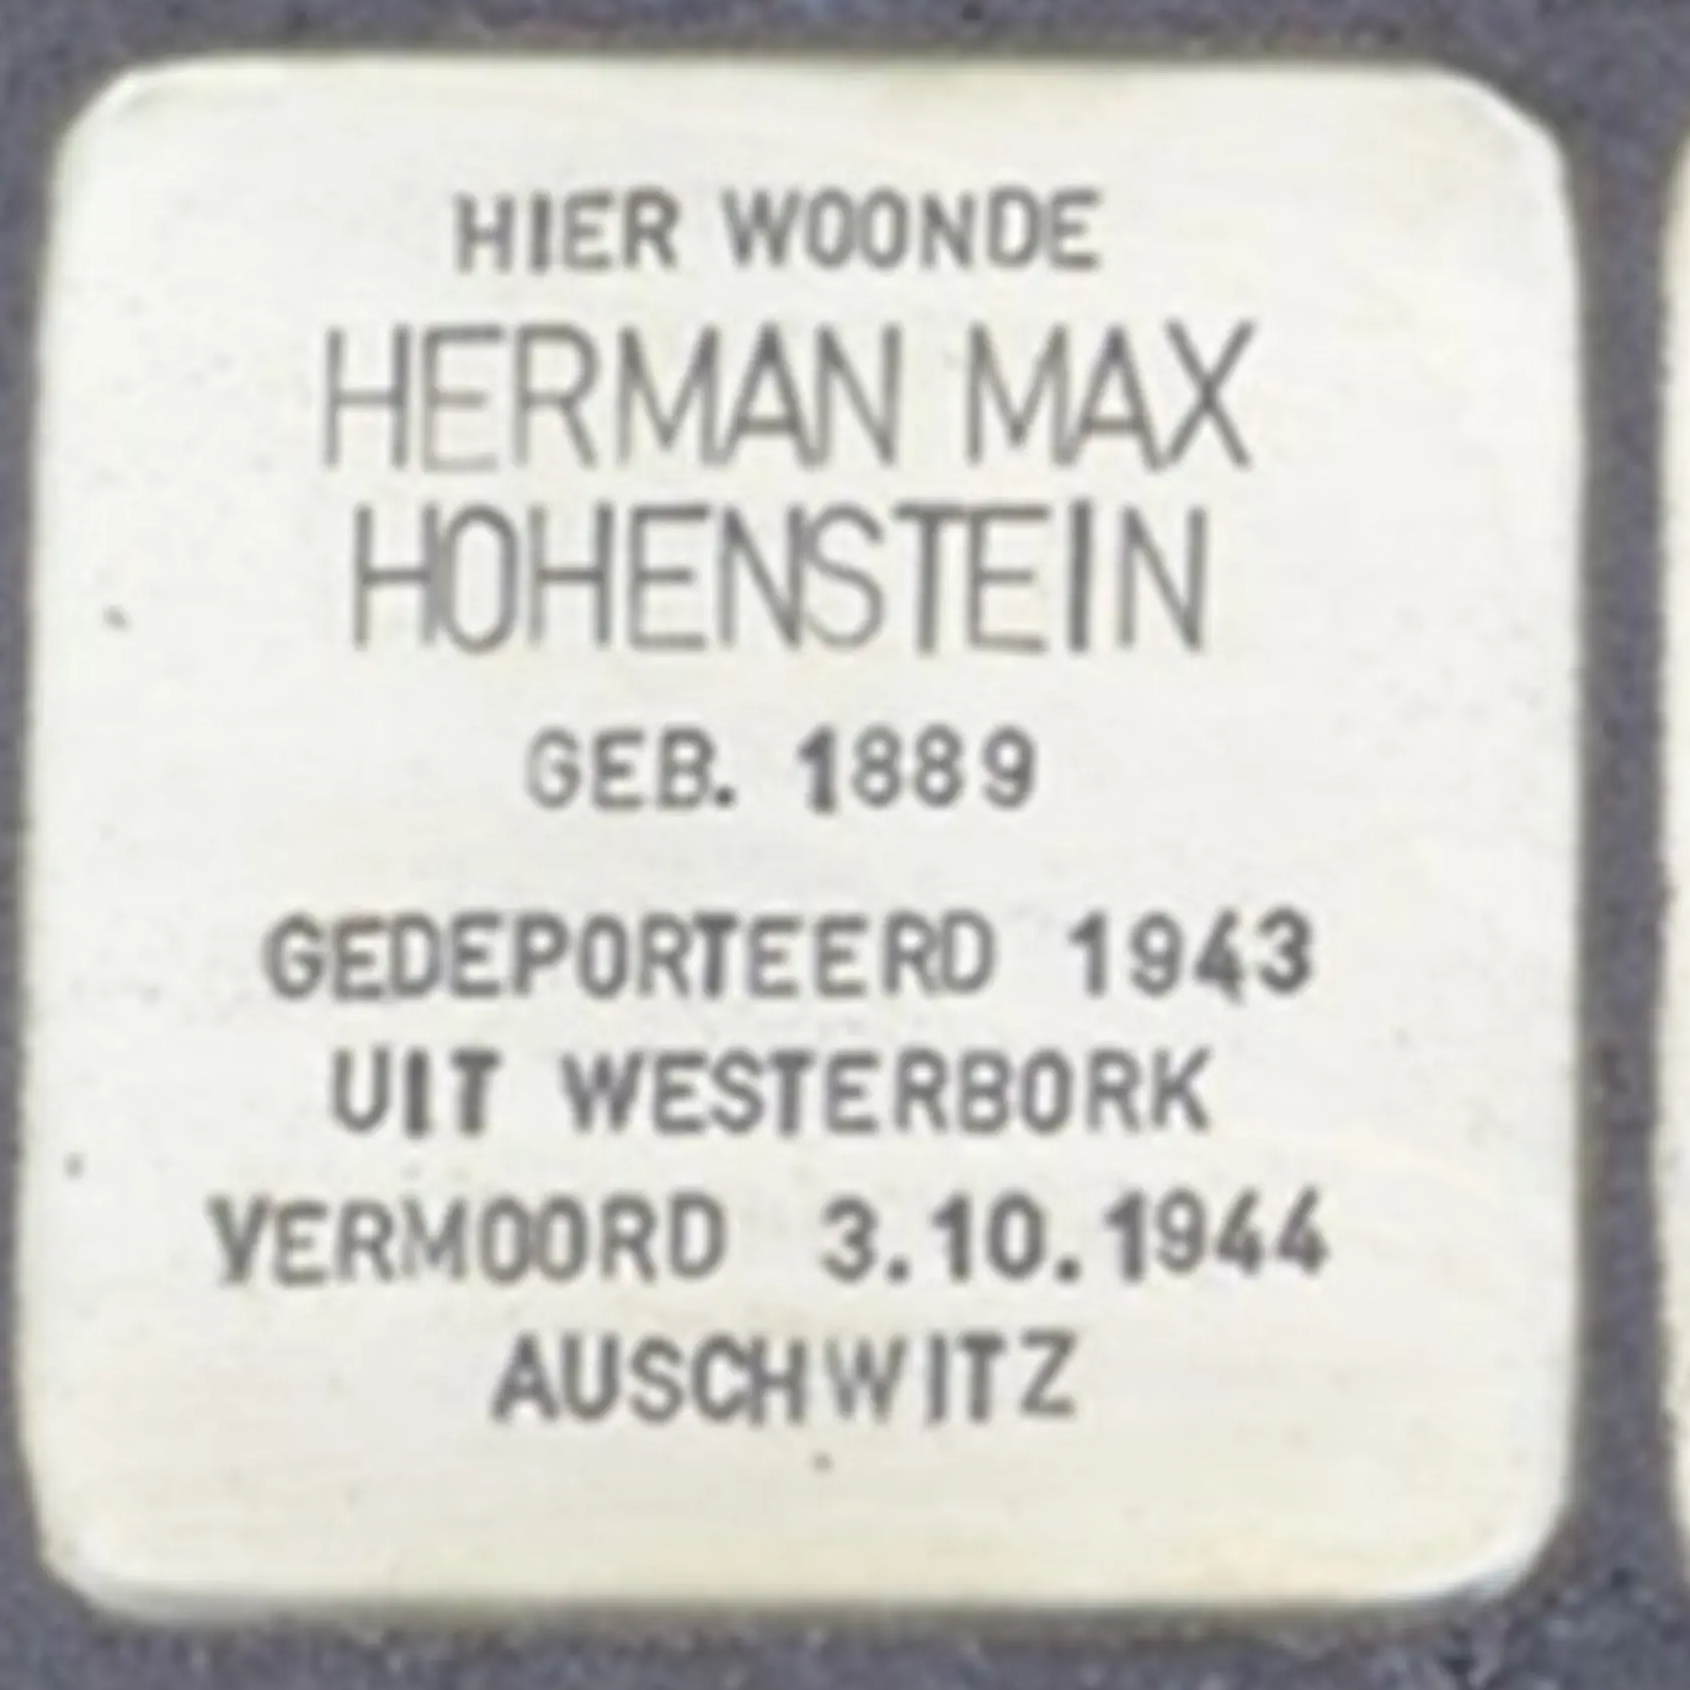 HIER WOONDE
HERMAN MAX
HOHENSTEIN
GEB. 1889
GEDEPORTEERD 1943
UIT WESTERBORK
VERMOORD 3.10.1944
AUSCHWITZ